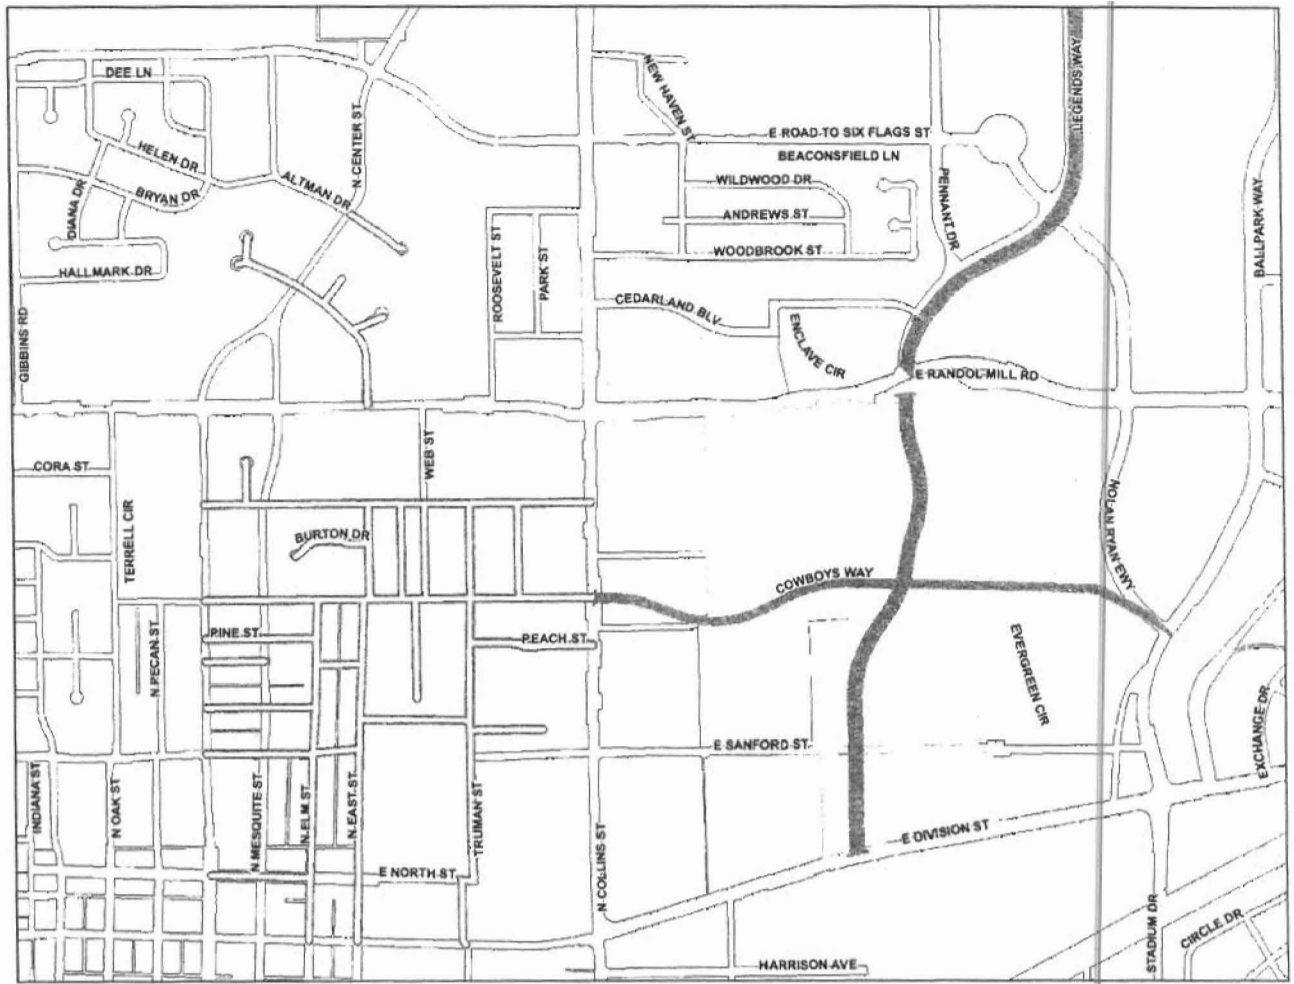 DEE LN
HELEN DR
BRYAN DR
DIANA DR
HALLMARK DR
GIBBINS RD
ALTMAN DR
N CENTER ST
NEW HAVEN ST
E ROAD TO SIX FLAGS ST
BEACONSFIELD LN
LEGENDS WAY
WILDWOOD DR
ANDREWS ST
WOODBROOK ST
PENNANT DR
BALLPARK WAY
ROOSEVELT ST
PARK ST
CEDARLAND BLV
ENCLAVE CIR
E RANDOL MILL RD
CORA ST
TERRELL CIR
WEB ST
BURTON DR
NOLAN RYAN EWY
COWBOYS WAY
PINE ST
N PECAN ST
PEACH ST
EVERGREEN CIR
E SANFORD ST
EXCHANGE DR
INDIANA ST
N OAK ST
N MESQUITE ST
N ELM ST
N EAST ST
TRUMAN ST
E NORTH ST
N COLLINS ST
E DIVISION ST
STADIUM DR
CIRCLE DR
HARRISON AVE